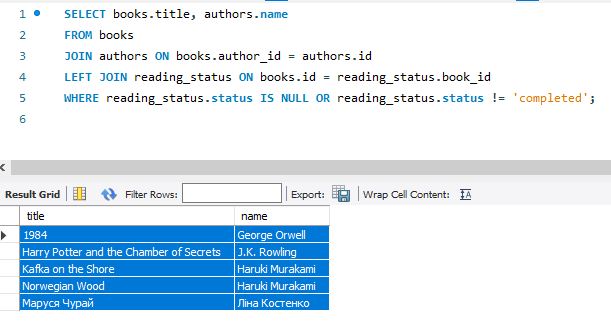 1 SELECT books.title, authors.name
2 FROM books
3 JOIN authors ON books.author_id = authors.id
4 LEFT JOIN reading_status ON books.id = reading_status.book_id
5 WHERE reading_status.status IS NULL OR reading_status.status != 'completed';
6
Result Grid Filter Rows: Export: Wrap Cell Content:
title name
1984 George Orwell
Harry Potter and the Chamber of Secrets J.K. Rowling
Kafka on the Shore Haruki Murakami
Norwegian Wood Haruki Murakami
Маруся Чурай Ліна Костенко